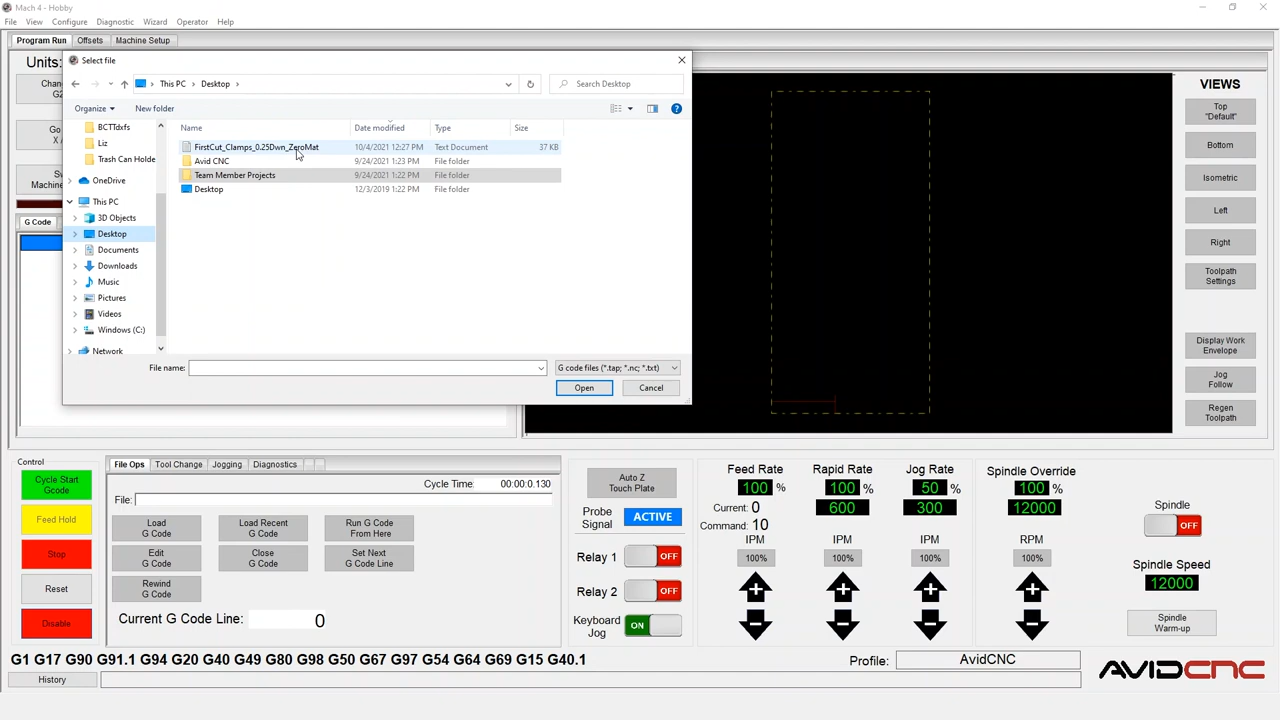 Mach 4 - Hobby
File View Configure Diagnostic Wizard Operator Desktop
Program Run Offsets Machine Setup
Units:
Select file
This PC > Desktop >
Search Desktop
Organize New folder
Name Date modified Type Size
BCTTdxfs
Liz
Trash Can Holde
OneDrive
This PC
3D Objects
Desktop
Documents
Downloads
Music
Pictures
Videos
Windows (C:)
Network
FirstCut_Clamps_0.25Dwn_ZeroMat 10/4/2021 12:27 PM Text Document 37 KB
Avid CNC 9/24/2021 1:23 PM File folder
Team Member Projects 9/24/2021 1:22 PM File folder
Desktop 12/3/2019 1:22 PM File folder
File name:
G code files (*.tap; *.nc; *.txt)
Open Cancel
G Code
VIEWS
Top
"Default"
Bottom
Isometric
Left
Right
Toolpath
Settings
Display Work
Envelope
Jog
Follow
Regen
Toolpath
Control
Cycle Start
Gcode
Feed Hold
Stop
Reset
Disable
File Ops Tool Change Jogging Diagnostics
Cycle Time: 00:00:0.130
File:
Load
G Code
Load Recent
G Code
Run G Code
From Here
Edit
G Code
Close
G Code
Set Next
G Code Line
Rewind
G Code
Current G Code Line: 0
Auto Z
Touch Plate
Probe
Signal
ACTIVE
Relay 1 OFF
Relay 2 OFF
Keyboard
Jog
ON
Feed Rate
100 %
Current: 0
Command: 10
IPM
100%
Rapid Rate
100 %
600
IPM
100%
Jog Rate
50 %
300
IPM
100%
Spindle Override
100 %
12000
RPM
100%
Spindle
OFF
Spindle Speed
12000
Spindle
Warm-up
G1 G17 G90 G91.1 G94 G20 G40 G49 G80 G98 G50 G67 G97 G54 G64 G69 G15 G40.1
Profile: AvidCNC
AVIDCNC
History